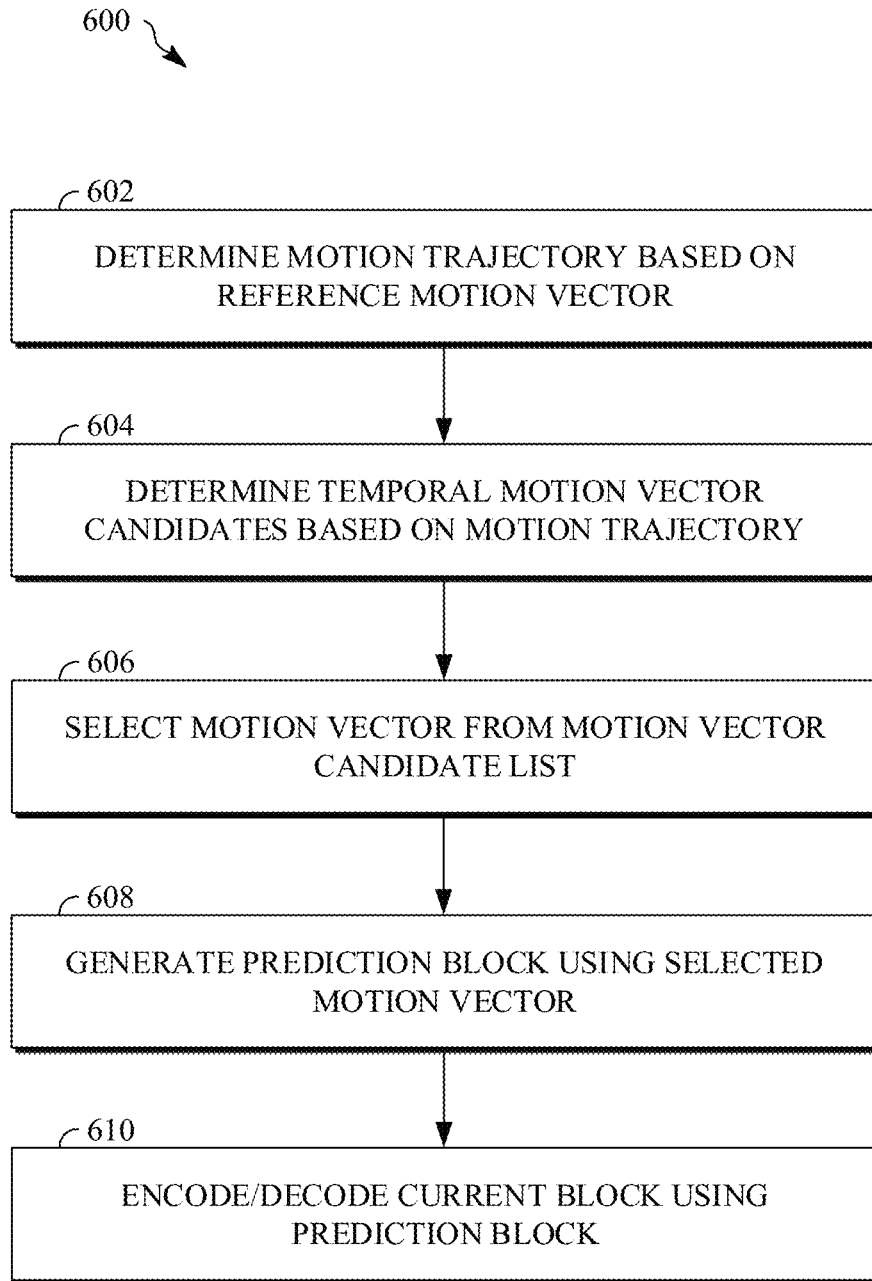 600
602
DETERMINE MOTION TRAJECTORY BASED ON
REFERENCE MOTION VECTOR
604
DETERMINE TEMPORAL MOTION VECTOR
CANDIDATES BASED ON MOTION TRAJECTORY
606
SELECT MOTION VECTOR FROM MOTION VECTOR
CANDIDATE LIST
608
GENERATE PREDICTION BLOCK USING SELECTED
MOTION VECTOR
610
ENCODE/DECODE CURRENT BLOCK USING
PREDICTION BLOCK